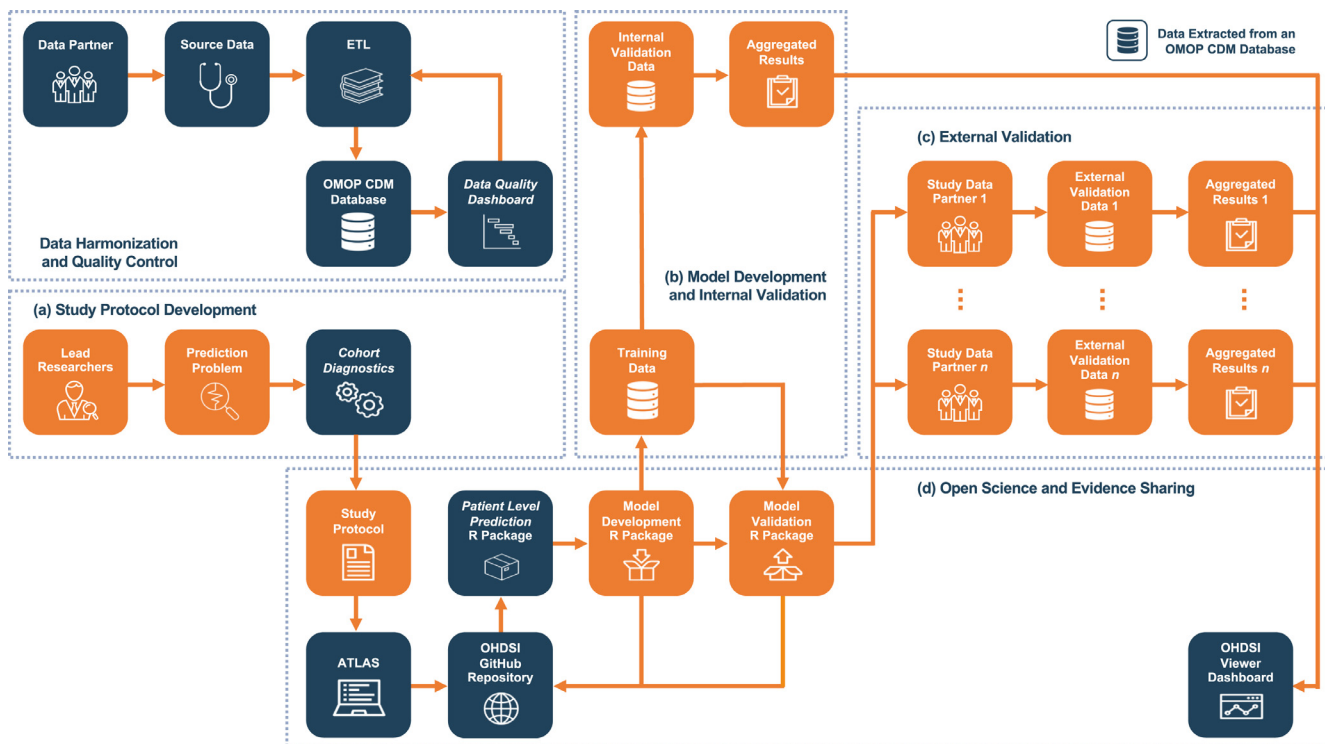 Data Partner
Source Data
ETL
OMOP CDM
Database
Data Quality
Dashboard
Data Harmonization
and Quality Control
(a) Study Protocol Development
Lead
Researchers
Prediction
Problem
Cohort
Diagnostics
Internal
Validation
Data
Aggregated
Results
(b) Model Development
and Internal Validation
Training
Data
Data Extracted from an
OMOP CDM Database
(c) External Validation
Study Data
Partner 1
External
Validation
Data 1
Aggregated
Results 1
Study Data
Partner n
External
Validation
Data n
Aggregated
Results n
(d) Open Science and Evidence Sharing
Study
Protocol
Patient Level
Prediction
R Package
Model
Development
R Package
Model
Validation
R Package
ATLAS
OHDSI
GitHub
Repository
OHDSI
Viewer
Dashboard